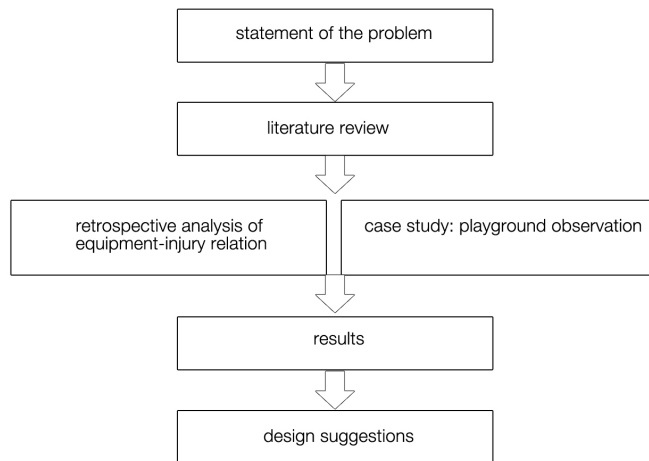 statement of the problem
literature review
retrospective analysis of
equipment-injury relation
case study: playground observation
results
design suggestions